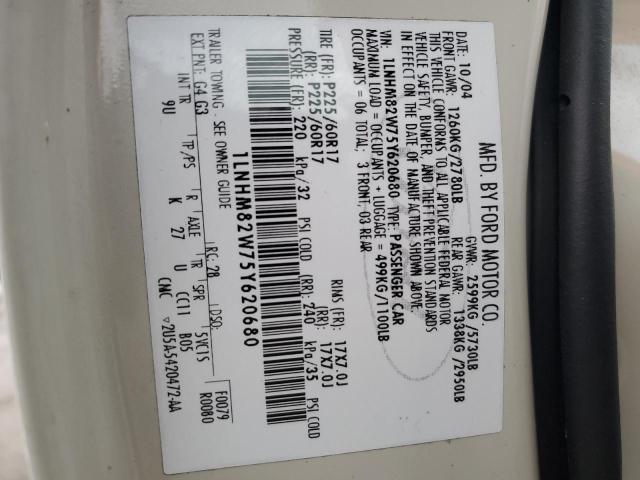 MFD. BY FORD MOTOR CO.
DATE: 10/04 GVWR: 2599KG/5730LB
FRONT GAWR: 1260KG/2780LB REAR GAWR: 1338KG/2950LB
THIS VEHICLE CONFORMS TO ALL APPLICABLE FEDERAL MOTOR
VEHICLE SAFETY, BUMPER, AND THEFT PREVENTION STANDARDS
IN EFFECT ON THE DATE OF MANUFACTURE SHOWN ABOVE.
VIN: 1LNHM82W75Y620680 TYPE: PASSENGER CAR
MAXIMUM LOAD = OCCUPANTS + LUGGAGE = 499KG/1100LB
OCCUPANTS = 06 TOTAL: 3 FRONT: 03 REAR
TIRE (FR): P225/60R17 RIMS (FR): 17X7.0J
(RR): P225/60R17 (RR): 17X7.0J
PRESSURE (FR): 220 kPa/32 PSI COLD (RR): 240 kPa/35 PSI COLD
1LNHM82W75Y620680
TRAILER TOWING - SEE OWNER GUIDE
F0079
EXT PNT: G4 G3 RC: 28 DSO: R0080
INT TR TP/PS R AXLE TR SPR 5YC15
9U K 27 U CC11 B05
CNC 2U5A-5420472-AA